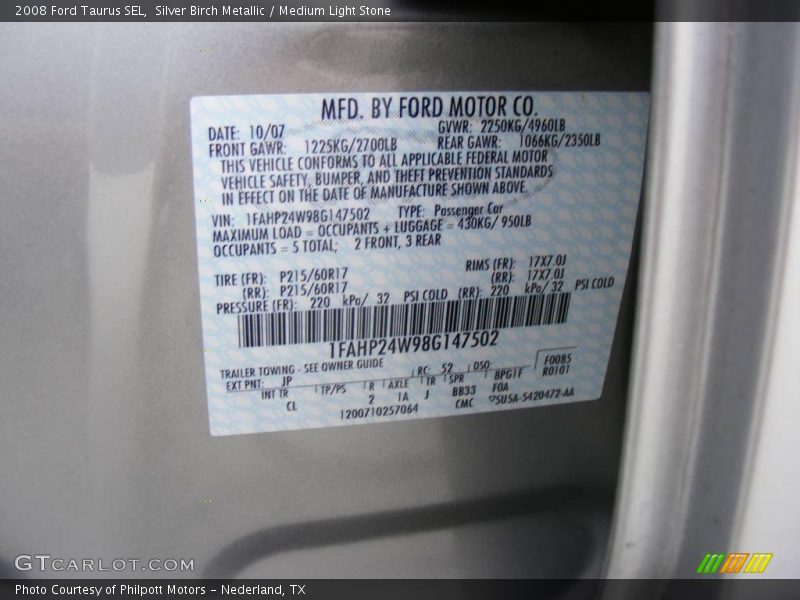 2008 Ford Taurus SEL,  Silver Birch Metallic / Medium Light Stone
MFD. BY FORD MOTOR CO.
DATE: 10/07 GVWR: 2250KG/4960LB
FRONT GAWR: 1225KG/2700LB REAR GAWR: 1066KG/2350LB
THIS VEHICLE CONFORMS TO ALL APPLICABLE FEDERAL MOTOR
VEHICLE SAFETY, BUMPER, AND THEFT PREVENTION STANDARDS
IN EFFECT ON THE DATE OF MANUFACTURE SHOWN ABOVE.
VIN: 1FAHP24W98G147502 TYPE: Passenger Car
MAXIMUM LOAD = OCCUPANTS + LUGGAGE = 430KG/ 950LB
OCCUPANTS = 5 TOTAL; 2 FRONT, 3 REAR
TIRE (FR): P215/60R17 RIMS (FR): 17X7.0J
(RR): P215/60R17 (RR): 17X7.0J
PRESSURE (FR): 220 kPa/ 32 PSI COLD (RR): 220 kPa/ 32 PSI COLD
1FAHP24W98G147502
TRAILER TOWING - SEE OWNER GUIDE RC: 52 DSO: F0085
EXT PNT: JP R0101
INT TR TP/PS R AXLE TR SPR 8PG1F
CL 2 1A J BB33 FOA
1200710257064 CMC 5U5A-5420472-AA
GTCARLOT.COM
Photo Courtesy of Philpott Motors – Nederland, TX